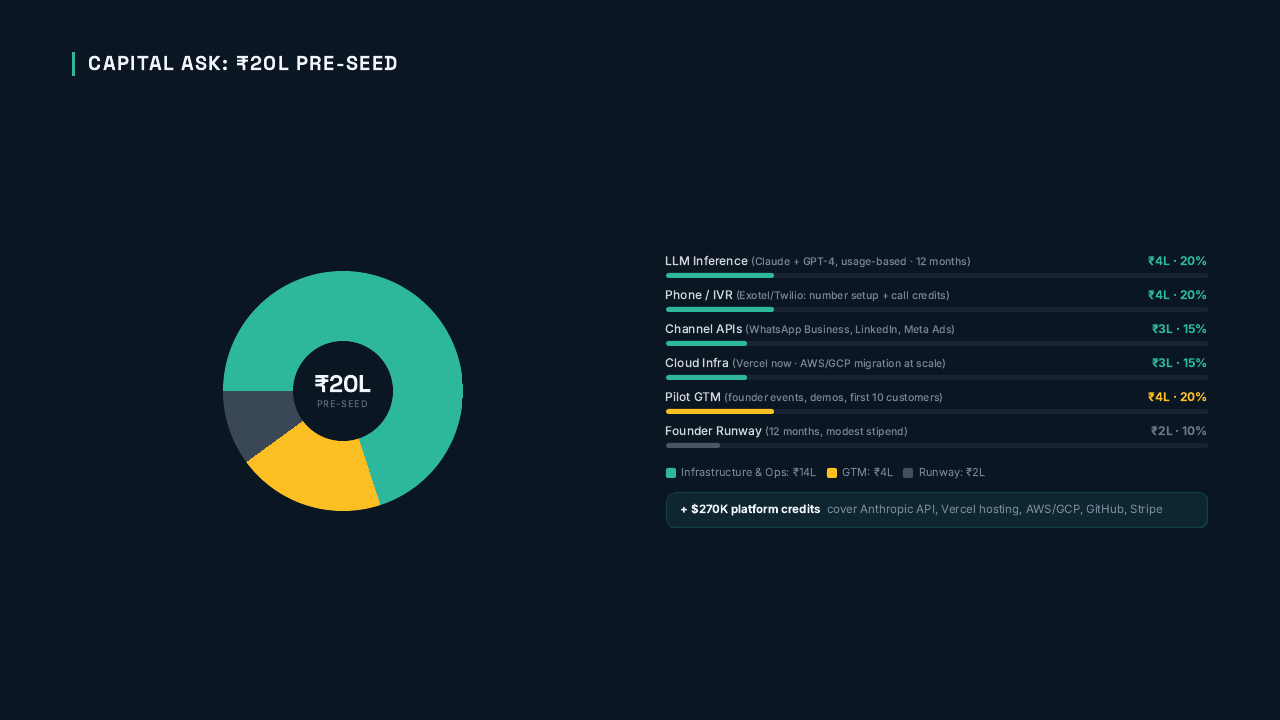 CAPITAL ASK: ₹20L PRE-SEED
₹20L
PRE-SEED
LLM Inference (Claude + GPT-4, usage-based · 12 months) ₹4L · 20%
Phone / IVR (Exotel/Twilio: number setup + call credits) ₹4L · 20%
Channel APIs (WhatsApp Business, LinkedIn, Meta Ads) ₹3L · 15%
Cloud Infra (Vercel now · AWS/GCP migration at scale) ₹3L · 15%
Pilot GTM (founder events, demos, first 10 customers) ₹4L · 20%
Founder Runway (12 months, modest stipend) ₹2L · 10%
Infrastructure & Ops: ₹14L GTM: ₹4L Runway: ₹2L
+ $270K platform credits cover Anthropic API, Vercel hosting, AWS/GCP, GitHub, Stripe